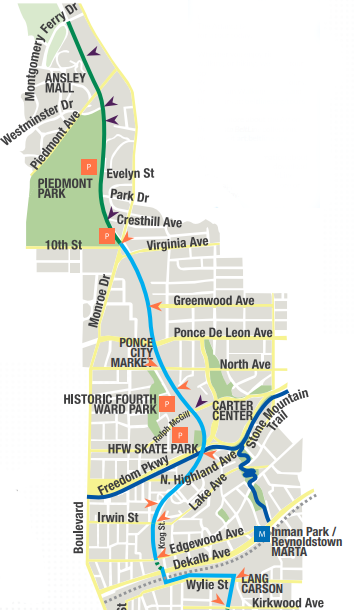 Montgomery Ferry Dr
ANSLEY
MALL
Westminster Dr
Piedmont Ave
P
Evelyn St
PIEDMONT
PARK
Park Dr
Cresthill Ave
P
10th St
Virginia Ave
Monroe Dr
Greenwood Ave
Ponce De Leon Ave
PONCE
CITY
MARKET
North Ave
HISTORIC FOURTH
WARD PARK
P
CARTER
CENTER
Stone Mountain
Trail
Ralph McGill
P
HFW SKATE PARK
Freedom Pkwy
N. Highland Ave
Lake Ave
Boulevard
Irwin St
Krog St.
Edgewood Ave
M
Inman Park /
Reynoldstown
MARTA
Dekalb Ave
Wylie St
LANG
CARSON
Kirkwood Ave
St